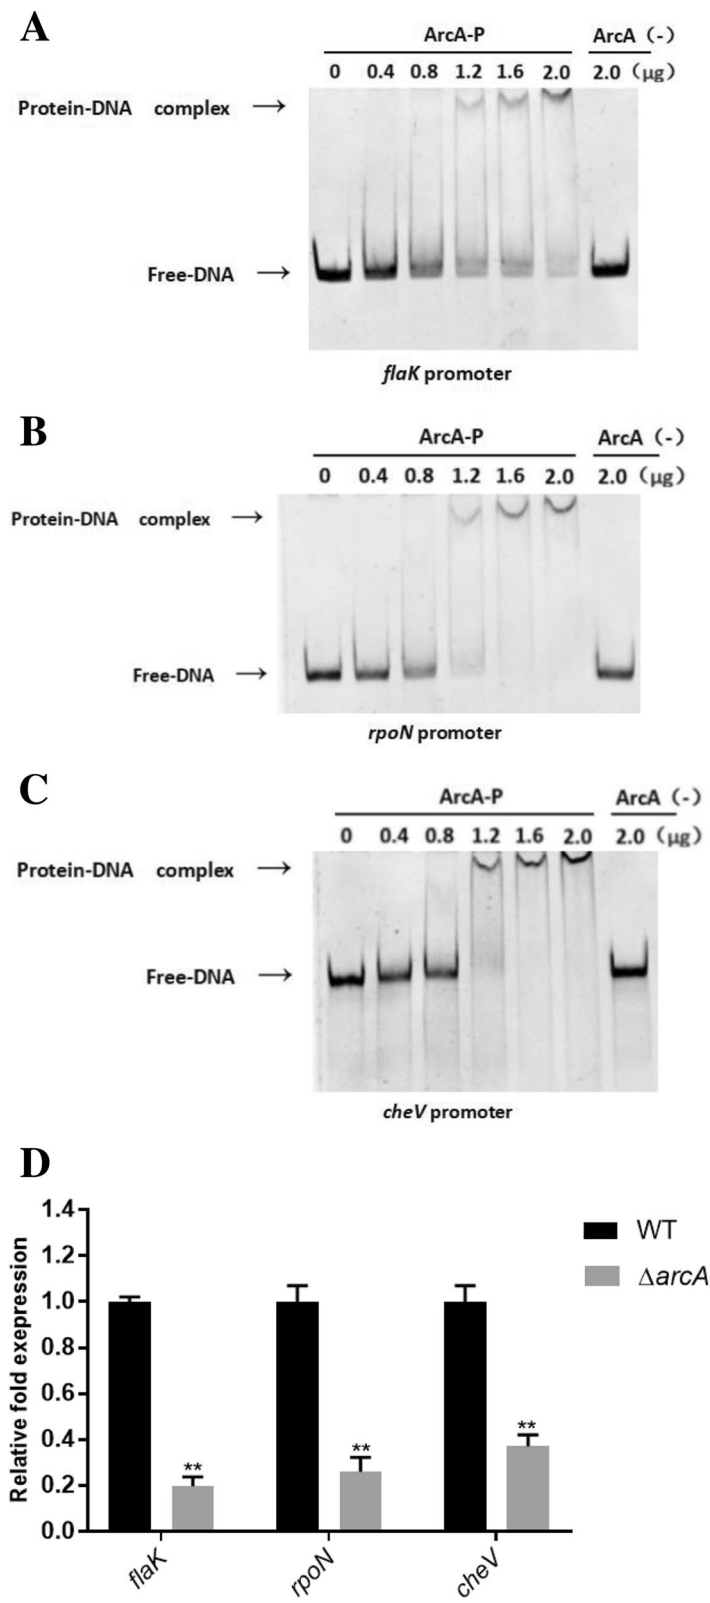 A
ArcA-P ArcA (-)
0 0.4 0.8 1.2 1.6 2.0 2.0 (μg)
Protein-DNA complex →
Free-DNA →
flaK promoter
B
ArcA-P ArcA (-)
0 0.4 0.8 1.2 1.6 2.0 2.0 (μg)
Protein-DNA complex →
Free-DNA →
rpoN promoter
C
ArcA-P ArcA (-)
0 0.4 0.8 1.2 1.6 2.0 2.0 (μg)
Protein-DNA complex →
Free-DNA →
cheV promoter
D
Relative fold exepression
1.4
1.2
1.0
0.8
0.6
0.4
0.2
0.0
** ** **
flaK rpoN cheV
WT
ΔarcA